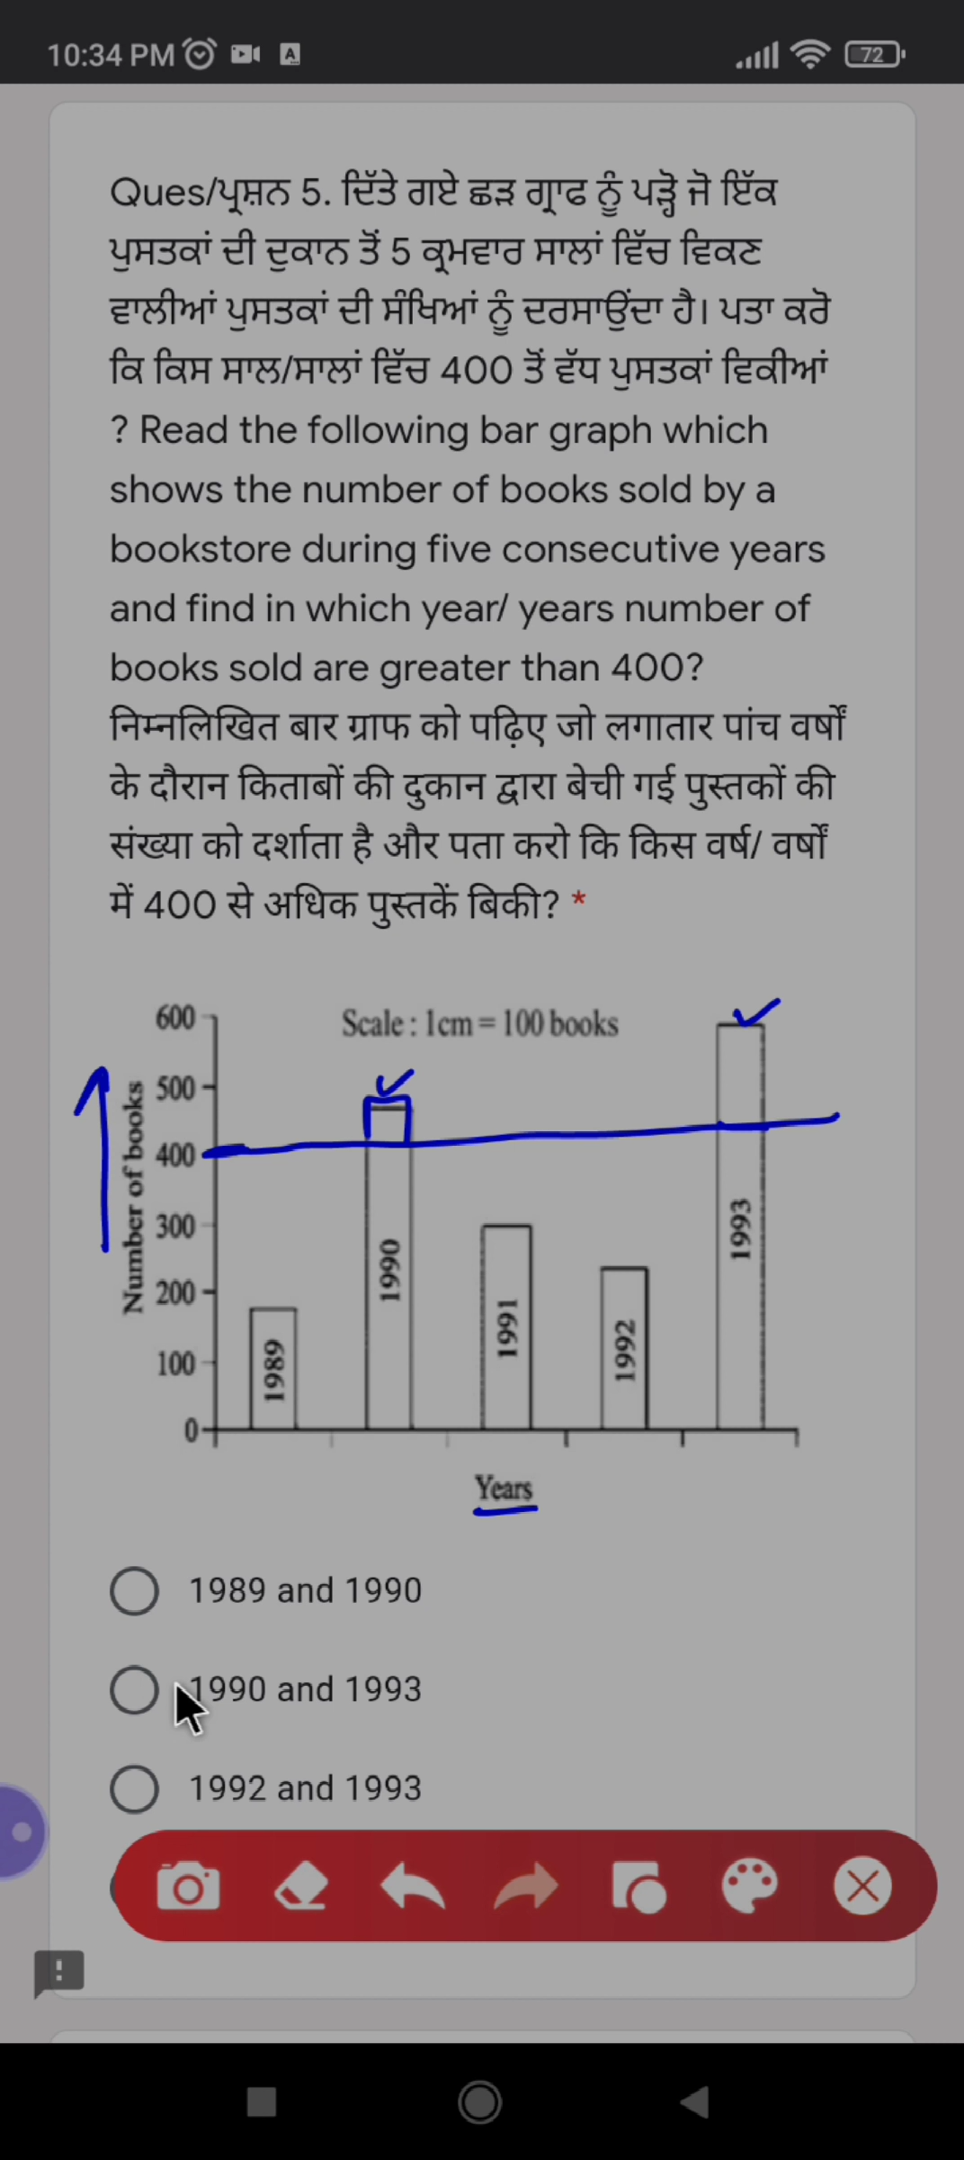 10:34 PM
72
Ques/ਪ੍ਰਸ਼ਨ 5. ਦਿੱਤੇ ਗਏ ਛੜ ਗ੍ਰਾਫ ਨੂੰ ਪੜ੍ਹੋ ਜੋ ਇੱਕ
ਪੁਸਤਕਾਂ ਦੀ ਦੁਕਾਨ ਤੋਂ 5 ਕ੍ਰਮਵਾਰ ਸਾਲਾਂ ਵਿੱਚ ਵਿਕਣ
ਵਾਲੀਆਂ ਪੁਸਤਕਾਂ ਦੀ ਸੰਖਿਆਂ ਨੂੰ ਦਰਸਾਉਂਦਾ ਹੈ। ਪਤਾ ਕਰੋ
ਕਿ ਕਿਸ ਸਾਲ/ਸਾਲਾਂ ਵਿੱਚ 400 ਤੋਂ ਵੱਧ ਪੁਸਤਕਾਂ ਵਿਕੀਆਂ
? Read the following bar graph which
shows the number of books sold by a
bookstore during five consecutive years
and find in which year/ years number of
books sold are greater than 400?
निम्नलिखित बार ग्राफ को पढ़िए जो लगातार पांच वर्षों
के दौरान किताबों की दुकान द्वारा बेची गई पुस्तकों की
संख्या को दर्शाता है और पता करो कि किस वर्ष/ वर्षों
में 400 से अधिक पुस्तकें बिकी? *
Scale : 1cm = 100 books
600
500
400
300
200
100
0
Number of books
1989
1990
1991
1992
1993
Years
1989 and 1990
1990 and 1993
1992 and 1993